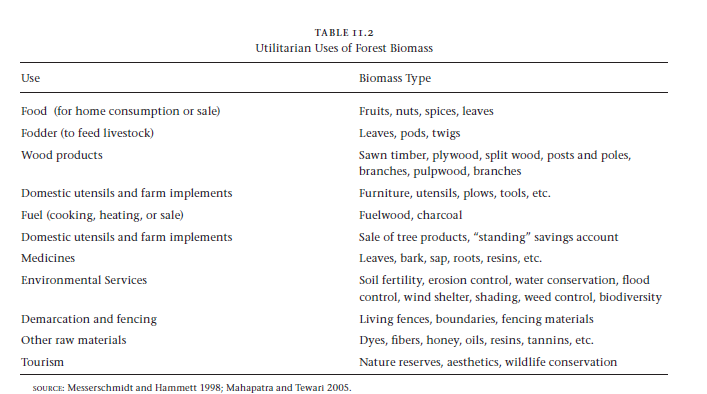 TABLE 11.2
Utilitarian Uses of Forest Biomass
Use Biomass Type
Food (for home consumption or sale) Fruits, nuts, spices, leaves
Fodder (to feed livestock) Leaves, pods, twigs
Wood products Sawn timber, plywood, split wood, posts and poles,
branches, pulpwood, branches
Domestic utensils and farm implements Furniture, utensils, plows, tools, etc.
Fuel (cooking, heating, or sale) Fuelwood, charcoal
Domestic utensils and farm implements Sale of tree products, “standing” savings account
Medicines Leaves, bark, sap, roots, resins, etc.
Environmental Services Soil fertility, erosion control, water conservation, flood
control, wind shelter, shading, weed control, biodiversity
Demarcation and fencing Living fences, boundaries, fencing materials
Other raw materials Dyes, fibers, honey, oils, resins, tannins, etc.
Tourism Nature reserves, aesthetics, wildlife conservation
SOURCE: Messerschmidt and Hammett 1998; Mahapatra and Tewari 2005.